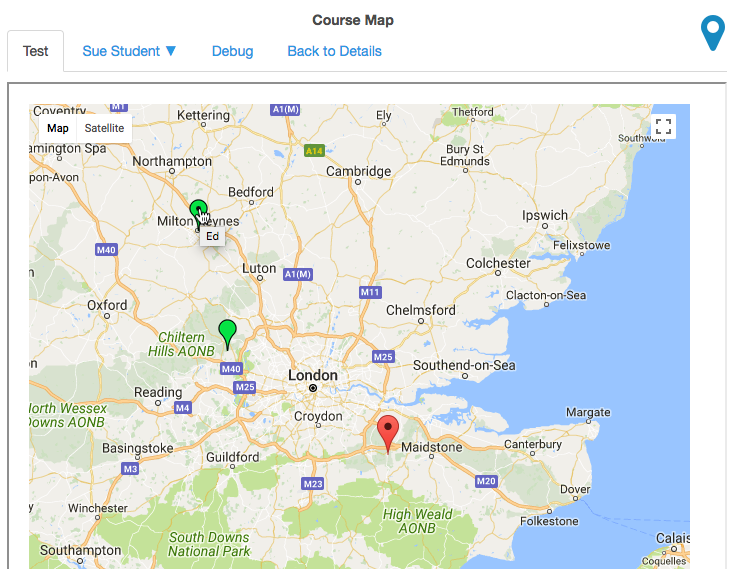 Course Map
Test
Sue Student ▼
Debug
Back to Details
Coventry
M1
Kettering
A1(M)
Ely
Thetford
Map
Satellite
Southwold
amington Spa
A14
Bury St
Edmunds
Northampton
Cambridge
pon-Avon
Bedford
Milton Keynes
Ed
Ipswich
M40
Felixstowe
Luton
A1(M)
Colchester
M11
Clacton-on-Sea
Oxford
Chelmsford
Chiltern
Hills AONB
M25
M40
London
Southend-on-Sea
M25
Reading
M4
North Wessex
Downs AONB
Croydon
Margate
Basingstoke
Maidstone
Canterbury
Guildford
M3
M23
M20
Dover
Winchester
High Weald
AONB
Folkestone
South Downs
National Park
Calais
Southampton
Coquelles